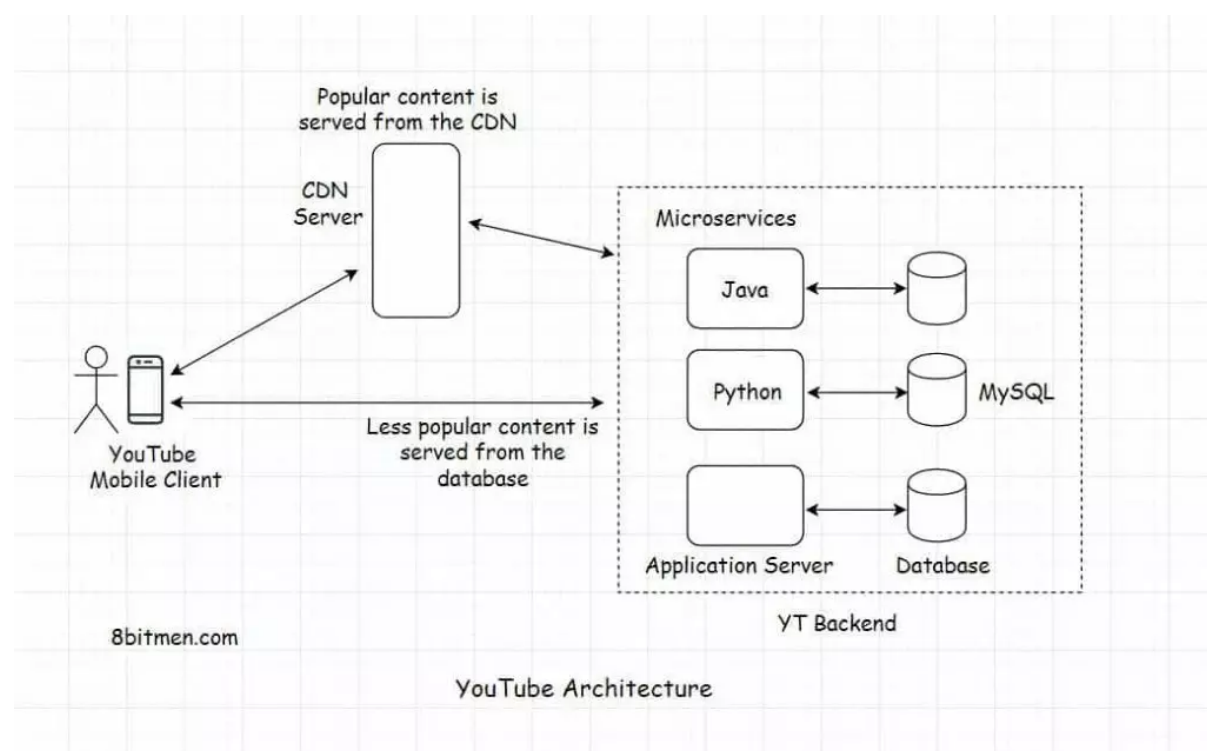 Popular content is
served from the CDN
CDN
Server
Microservices
Java
Python
MySQL
Less popular content is
served from the
database
YouTube
Mobile Client
Application Server
Database
YT Backend
8bitmen.com
YouTube Architecture